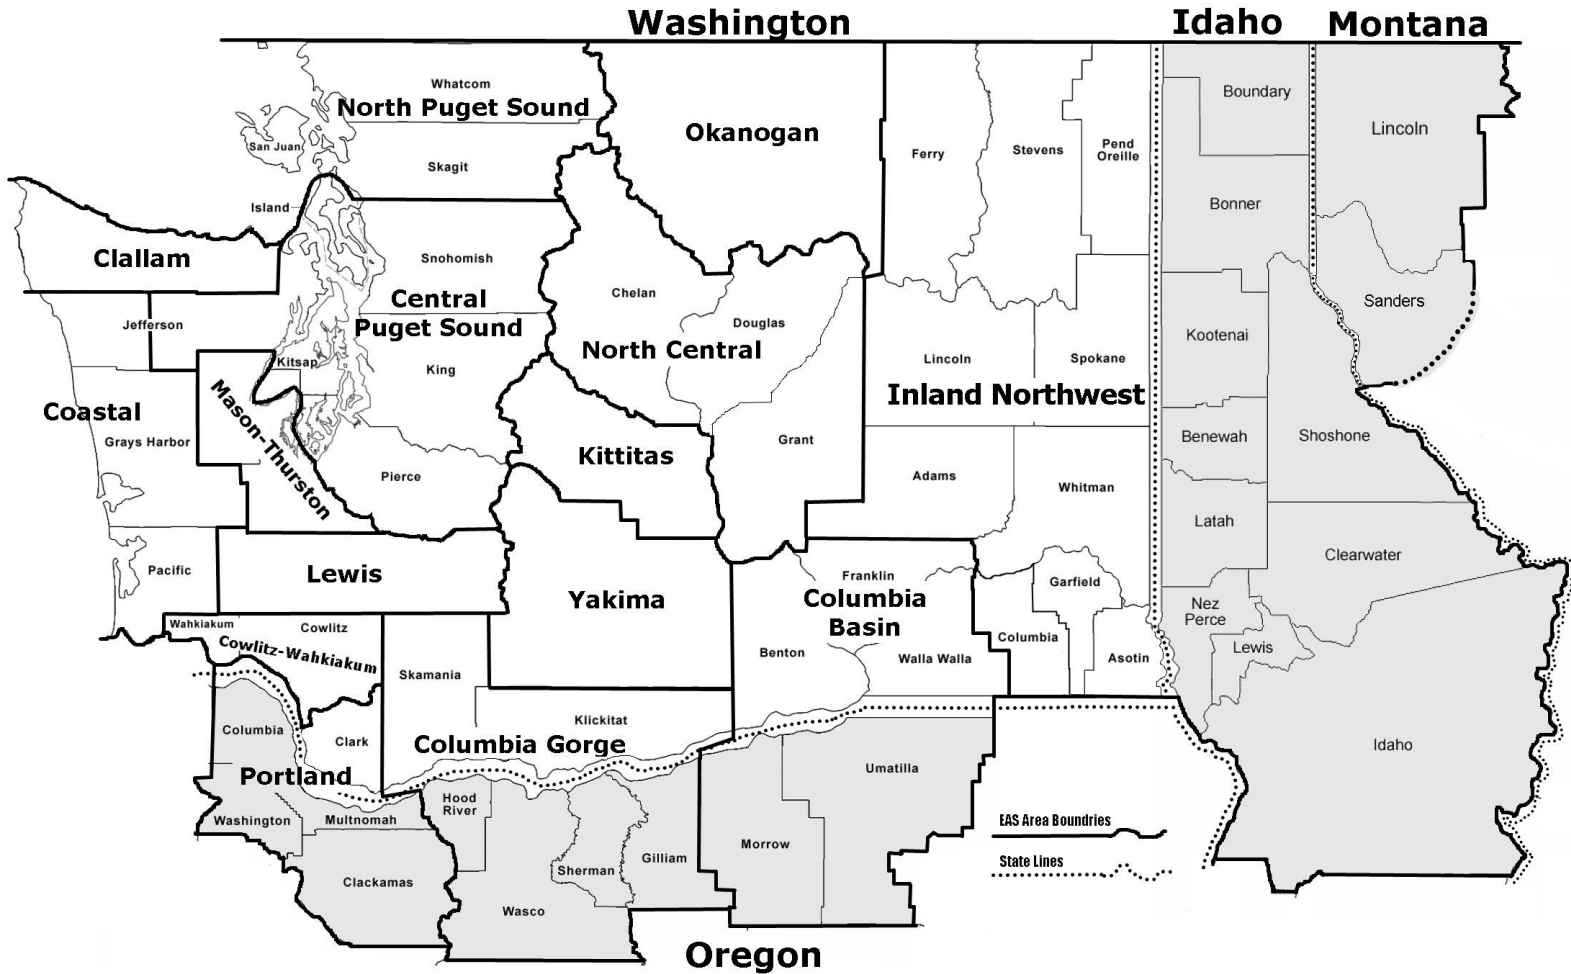 Washington
Idaho
Montana
Whatcom
North Puget Sound
San Juan
Skagit
Island
Okanogan
Ferry
Stevens
Pend
Oreille
Boundary
Bonner
Lincoln
Clallam
Snohomish
Central
Puget Sound
Chelan
Douglas
North Central
Sanders
Jefferson
Kitsap
King
Lincoln
Spokane
Inland Northwest
Kootenai
Coastal
Grays Harbor
Mason-Thurston
Pierce
Kittitas
Grant
Adams
Whitman
Benewah
Shoshone
Latah
Clearwater
Pacific
Lewis
Yakima
Franklin
Columbia
Basin
Benton
Walla Walla
Garfield
Columbia
Asotin
Nez
Perce
Lewis
Idaho
Wahkiakum
Cowlitz
Cowlitz-Wahkiakum
Skamania
Klickitat
Columbia Gorge
Columbia
Clark
Portland
Washington
Multnomah
Clackamas
Hood
River
Wasco
Sherman
Gilliam
Morrow
Umatilla
EAS Area Boundries
State Lines
Oregon